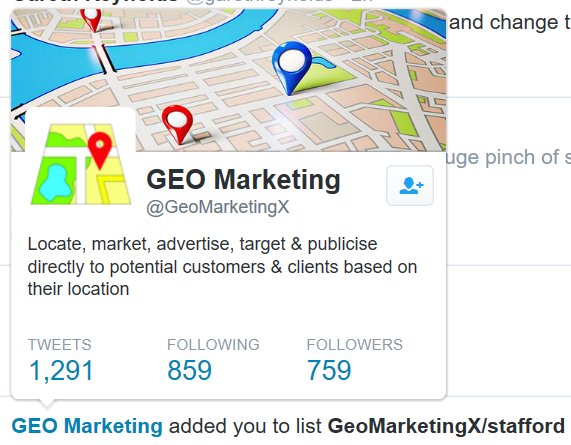 and change t
uge pinch of s
GEO Marketing
@GeoMarketingX
Locate, market, advertise, target & publicise
directly to potential customers & clients based on
their location
TWEETS FOLLOWING FOLLOWERS
1,291 859 759
GEO Marketing added you to list GeoMarketingX/stafford